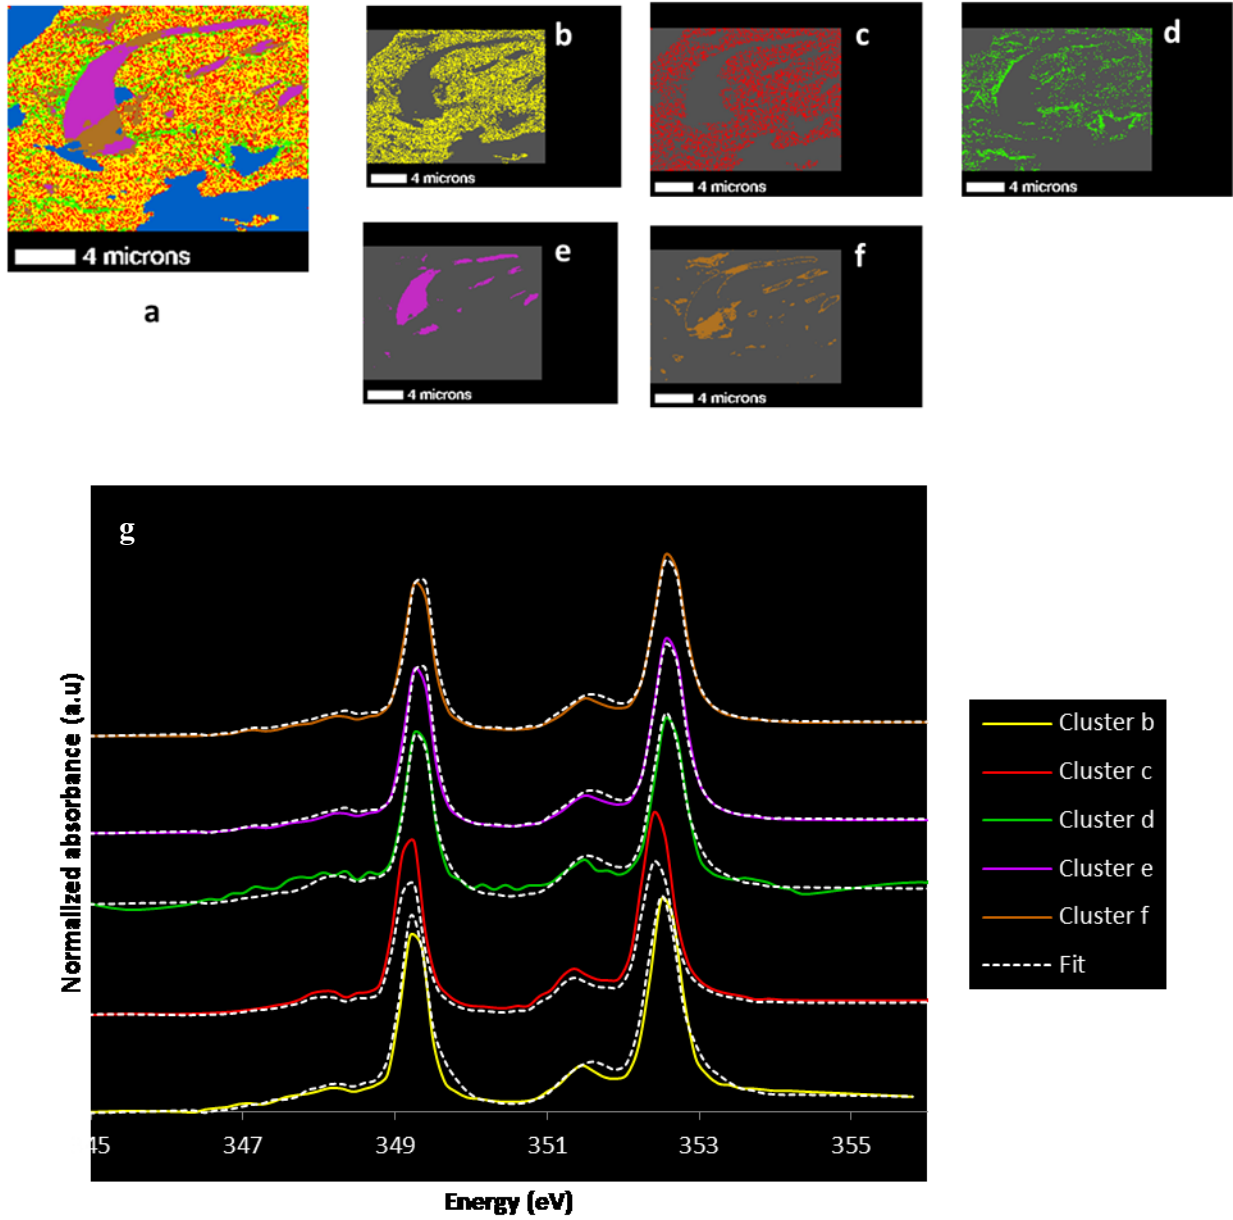 b
c
d
4 microns
4 microns
4 microns
4 microns
a
e
f
4 microns
4 microns
g
Normalized absorbance (a.u)
Cluster b
Cluster c
Cluster d
Cluster e
Cluster f
Fit
45 347 349 351 353 355
Energy (eV)